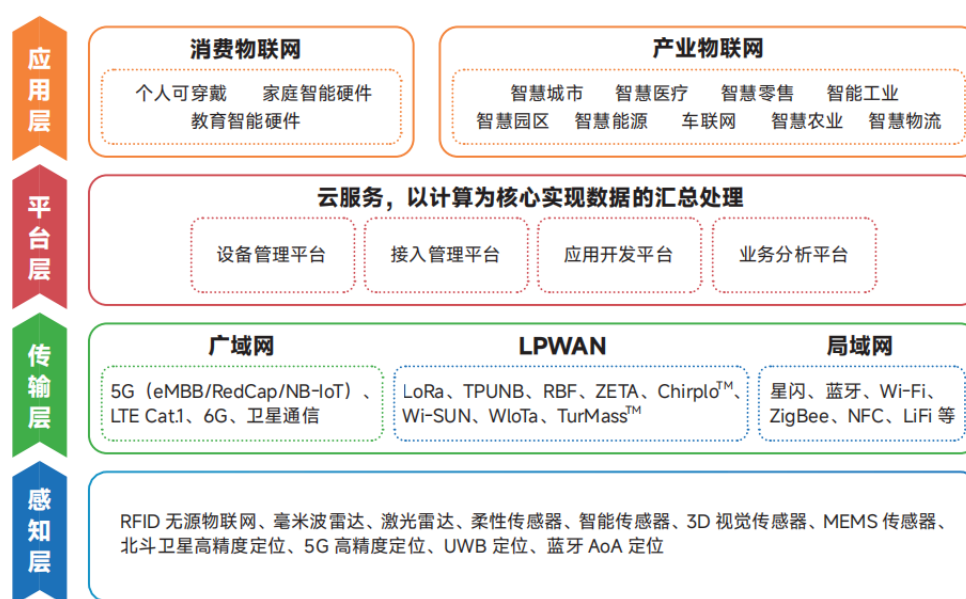 应用层
消费物联网
个人可穿戴 家庭智能硬件
教育智能硬件
产业物联网
智慧城市 智慧医疗 智慧零售 智能工业
智慧园区 智慧能源 车联网 智慧农业 智慧物流
平台层
云服务，以计算为核心实现数据的汇总处理
设备管理平台 接入管理平台 应用开发平台 业务分析平台
传输层
广域网
5G（eMBB/RedCap/NB-IoT）、
LTE Cat.1、6G、卫星通信
LPWAN
LoRa、TPUNB、RBF、ZETA、ChirpIoTM、
Wi-SUN、WIoTa、TurMassTM
局域网
星闪、蓝牙、Wi-Fi、
ZigBee、NFC、LiFi 等
感知层
RFID 无源物联网、毫米波雷达、激光雷达、柔性传感器、智能传感器、3D 视觉传感器、MEMS 传感器、
北斗卫星高精度定位、5G 高精度定位、UWB 定位、蓝牙 AoA 定位